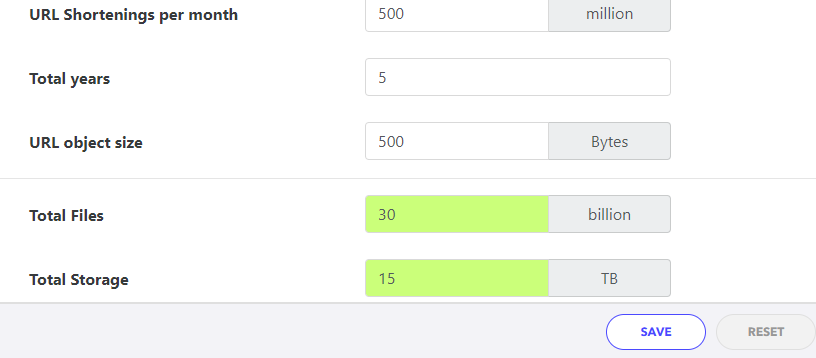 URL Shortenings per month 500 million
Total years 5
URL object size 500 Bytes
Total Files 30 billion
Total Storage 15 TB
SAVE RESET